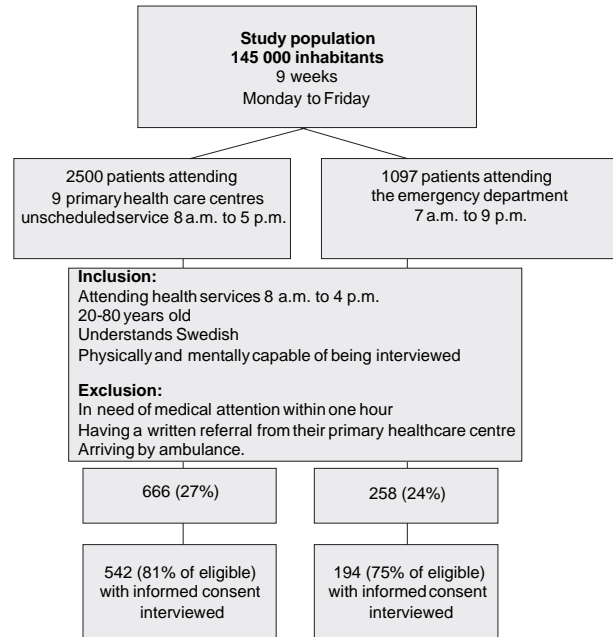 Study population
145 000 inhabitants
9 weeks
Monday to Friday
2500 patients attending
9 primary health care centres
unscheduled service 8 a.m. to 5 p.m.
1097 patients attending
the emergency department
7 a.m. to 9 p.m.
Inclusion:
Attending health services 8 a.m. to 4 p.m.
20-80 years old
Understands Swedish
Physically and mentally capable of being interviewed
Exclusion:
In need of medical attention within one hour
Having a written referral from their primary healthcare centre
Arriving by ambulance.
666 (27%)
258 (24%)
542 (81% of eligible)
with informed consent
interviewed
194 (75% of eligible)
with informed consent
interviewed